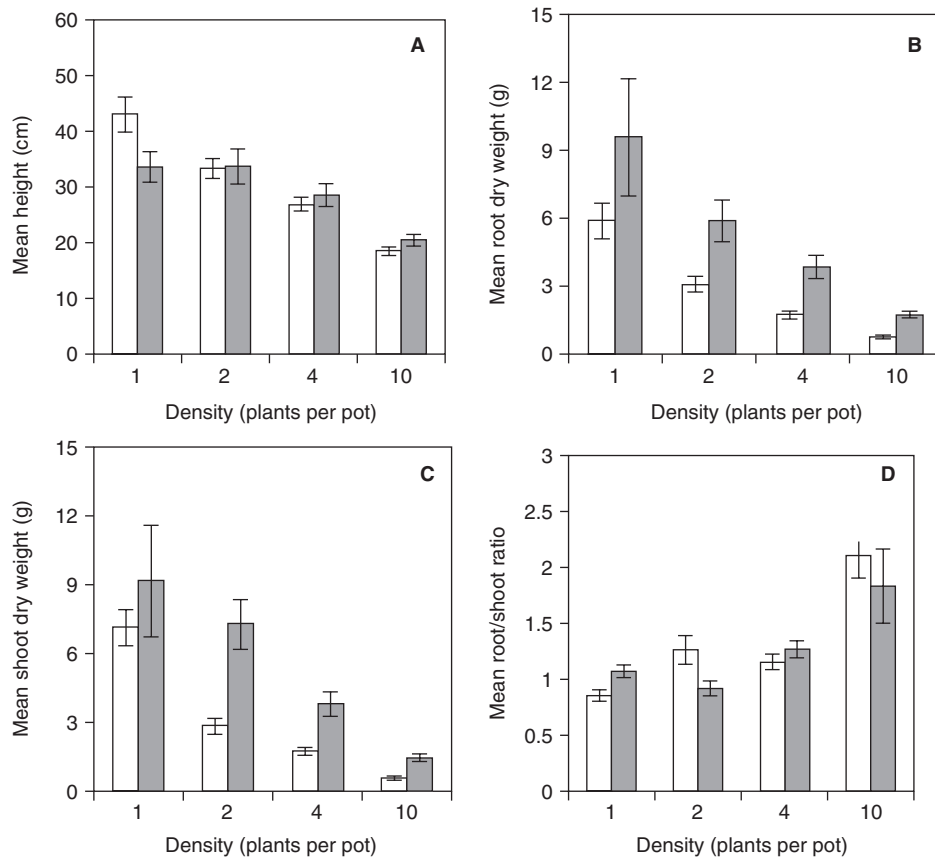 A
Mean height (cm)
60
50
40
30
20
10
0
1 2 4 10
Density (plants per pot)
B
Mean root dry weight (g)
15
12
9
6
3
0
1 2 4 10
Density (plants per pot)
C
Mean shoot dry weight (g)
15
12
9
6
3
0
1 2 4 10
Density (plants per pot)
D
Mean root/shoot ratio
3
2.5
2
1.5
1
0.5
0
1 2 4 10
Density (plants per pot)